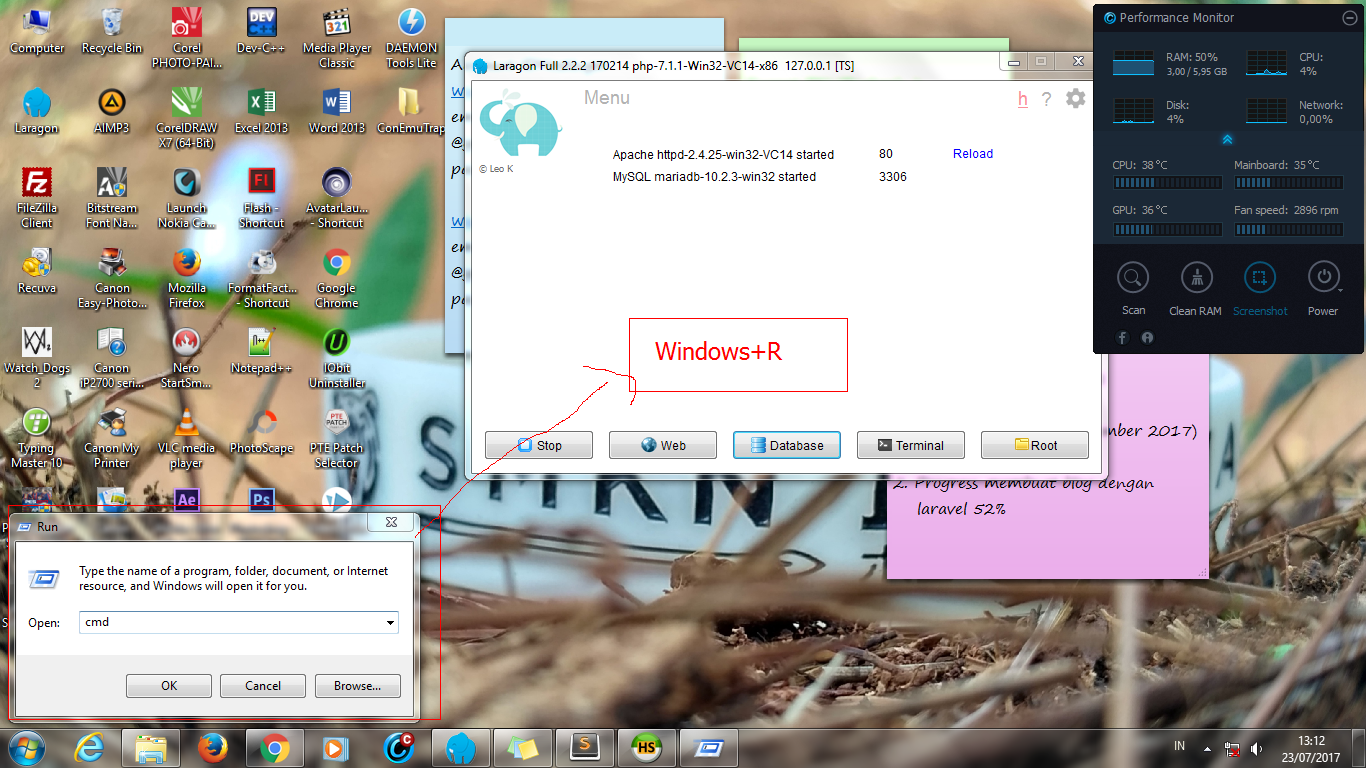 Computer
Recycle Bin
Corel
PHOTO-PAI...
Dev-C++
Media Player
Classic
DAEMON
Tools Lite
Laragon
AIMP3
CorelDRAW
X7 (64-Bit)
Excel 2013
Word 2013
ConEmuTrap
FileZilla
Client
Bitstream
Font Na...
Launch
Nokia Ca...
Flash -
Shortcut
AvatarLau...
- Shortcut
Recuva
Canon
Easy-Photo...
Mozilla
Firefox
FormatFact...
- Shortcut
Google
Chrome
Watch_Dogs
2
Canon
iP2700 seri...
Nero
StartSm...
Notepad++
IObit
Uninstaller
Typing
Master 10
Canon My
Printer
VLC media
player
PhotoScape
PTE Patch
Selector
Laragon Full 2.2.2 170214 php-7.1.1-Win32-VC14-x86 127.0.0.1 [TS]
Menu
h ?
© Leo K
Apache httpd-2.4.25-win32-VC14 started 80 Reload
MySQL mariadb-10.2.3-win32 started 3306
Windows+R
Stop Web Database Terminal Root
Performance Monitor
RAM: 50%
3,00 / 5,95 GB
CPU:
4%
Disk:
4%
Network:
0,00%
CPU: 38 °C
Mainboard: 35 °C
GPU: 36 °C
Fan speed: 2896 rpm
Scan
Clean RAM
Screenshot
Power
mber 2017)
2. Progress membuat blog dengan
laravel 52%
SMKN
Run
Type the name of a program, folder, document, or Internet
resource, and Windows will open it for you.
Open: cmd
OK Cancel Browse...
IN
13:12
23/07/2017